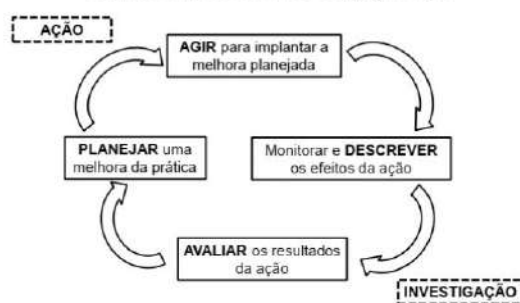 AÇÃO
AGIR para implantar a
melhora planejada
PLANEJAR uma
melhora da prática
Monitorar e DESCREVER
os efeitos da ação
AVALIAR os resultados
da ação
INVESTIGAÇÃO